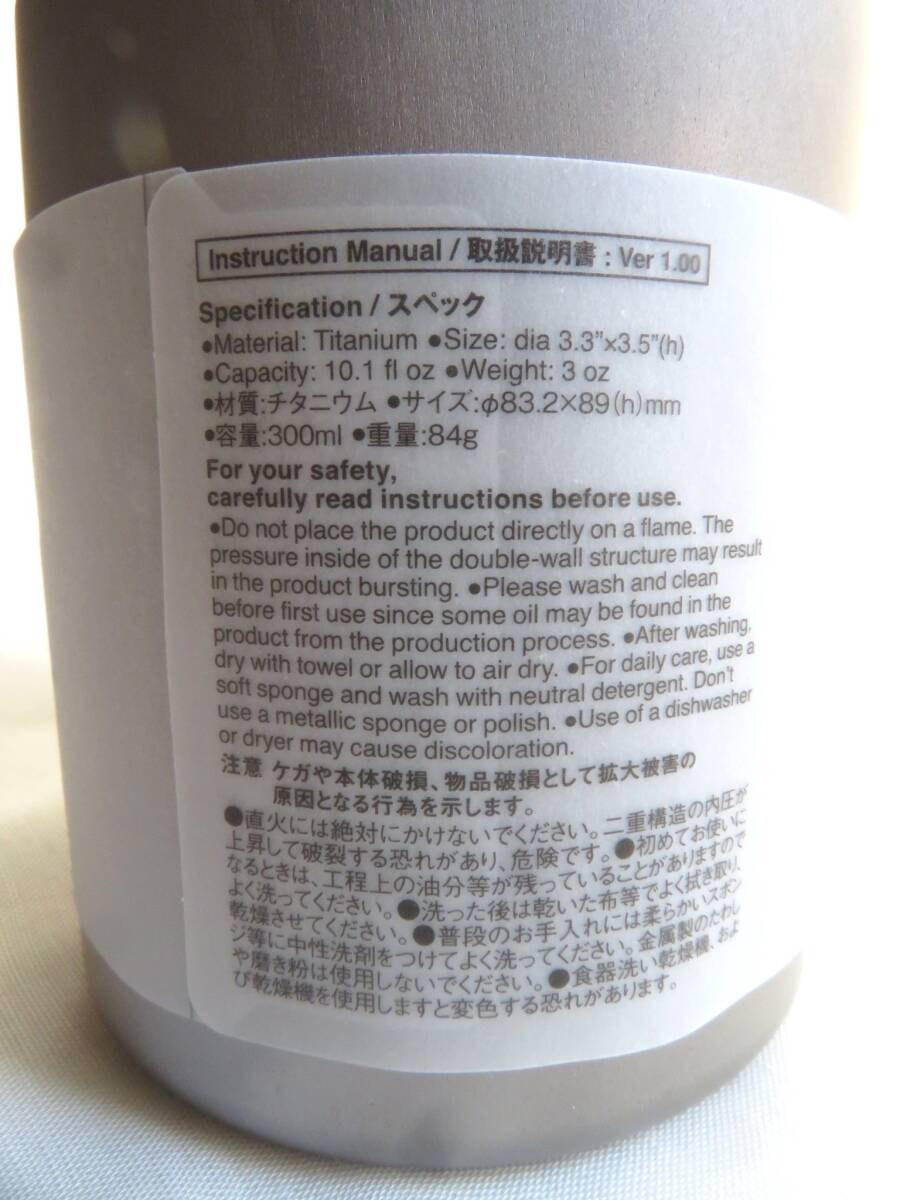 Instruction Manual / 取扱説明書 : Ver 1.00
Specification / スペック
●Material: Titanium ●Size: dia 3.3"×3.5"(h)
●Capacity: 10.1 fl oz ●Weight: 3 oz
●材質:チタニウム ●サイズ:φ83.2×89(h)mm
●容量:300ml ●重量:84g
For your safety,
carefully read instructions before use.
●Do not place the product directly on a flame. The
pressure inside of the double-wall structure may result
in the product bursting. ●Please wash and clean
before first use since some oil may be found in the
product from the production process. ●After washing,
dry with towel or allow to air dry. ●For daily care, use a
soft sponge and wash with neutral detergent. Don't
use a metallic sponge or polish. ●Use of a dishwasher
or dryer may cause discoloration.
注意 ケガや本体破損、物品破損として拡大被害の
原因となる行為を示します。
●直火には絶対にかけないでください。二重構造の内圧が
上昇して破裂する恐れがあり、危険です。●初めてお使いに
なるときは、工程上の油分等が残っていることがありますので
よく洗ってください。●洗った後は乾いた布等でよく拭き取り、
乾燥させてください。●普段のお手入れには柔らかいスポン
ジ等に中性洗剤をつけてよく洗ってください。金属製のたわし
や磨き粉は使用しないでください。●食器洗い乾燥機、およ
び乾燥機を使用しますと変色する恐れがあります。